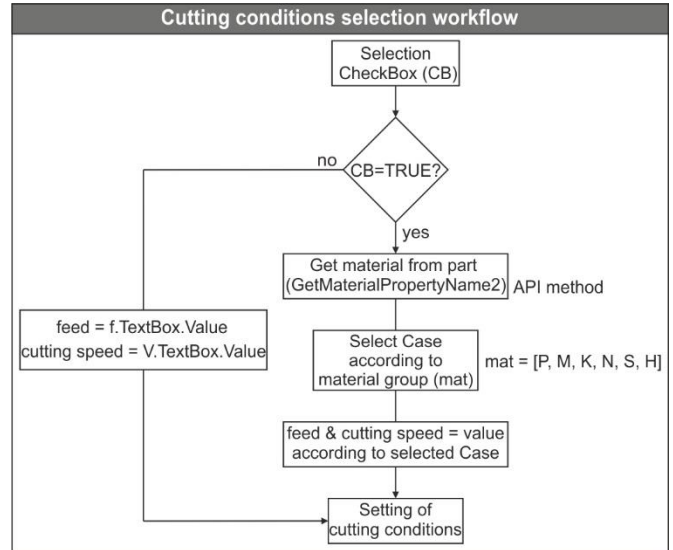 Cutting conditions selection workflow
Selection
CheckBox (CB)
no
CB=TRUE?
yes
Get material from part
(GetMaterialPropertyName2)
API method
feed = f.TextBox.Value
cutting speed = V.TextBox.Value
Select Case
according to
material group (mat)
mat = [P, M, K, N, S, H]
feed & cutting speed = value
according to selected Case
Setting of
cutting conditions